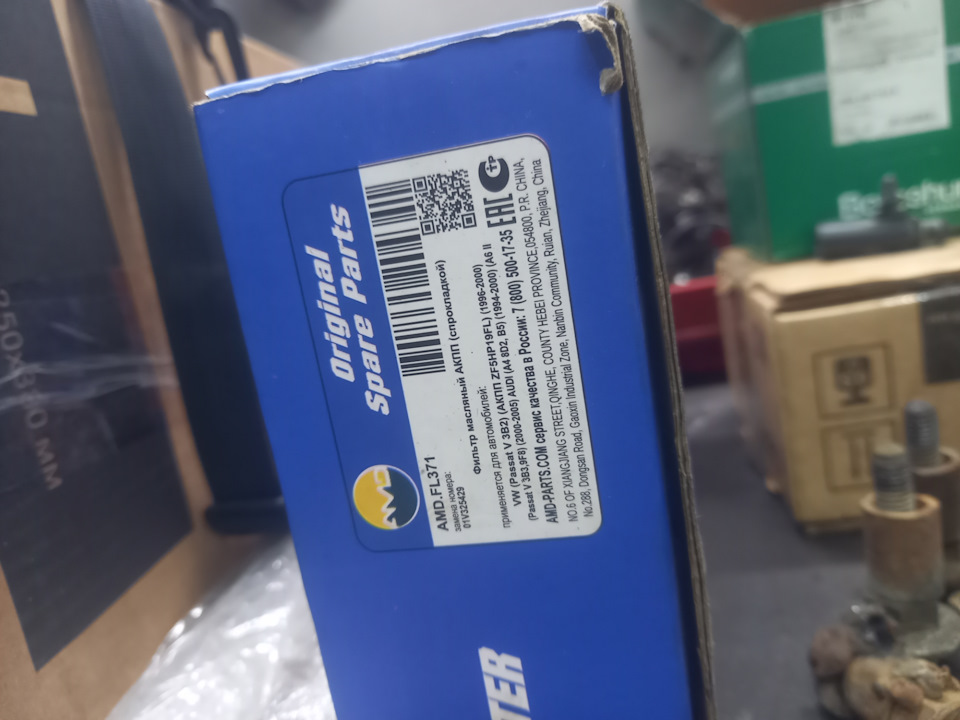 Original
Spare Parts
AMD
AMD.FL371
замена номера:
01V325429
Фильтр масляный АКПП (спрокладкой)
применяется для автомобилей:
VW (Passat V 3B2) (АКПП ZF5HP19FL) (1996-2000)
(Passat V 3B3,9F8) (2000-2005) AUDI (A4 8D2, B5) (1994-2000) (A6 II
AMD-PARTS.COM сервис качества в России: 7 (800) 500-17-35
NO.6 OF XIANGJIANG STREET,QINGHE, COUNTY HEBEI PROVINCE,054800, P.R. CHINA,
No.288, Dongsan Road, Gaoxin Industrial Zone, Nanbin Community, Ruian, Zhejiang, China
EAC
TER
мм